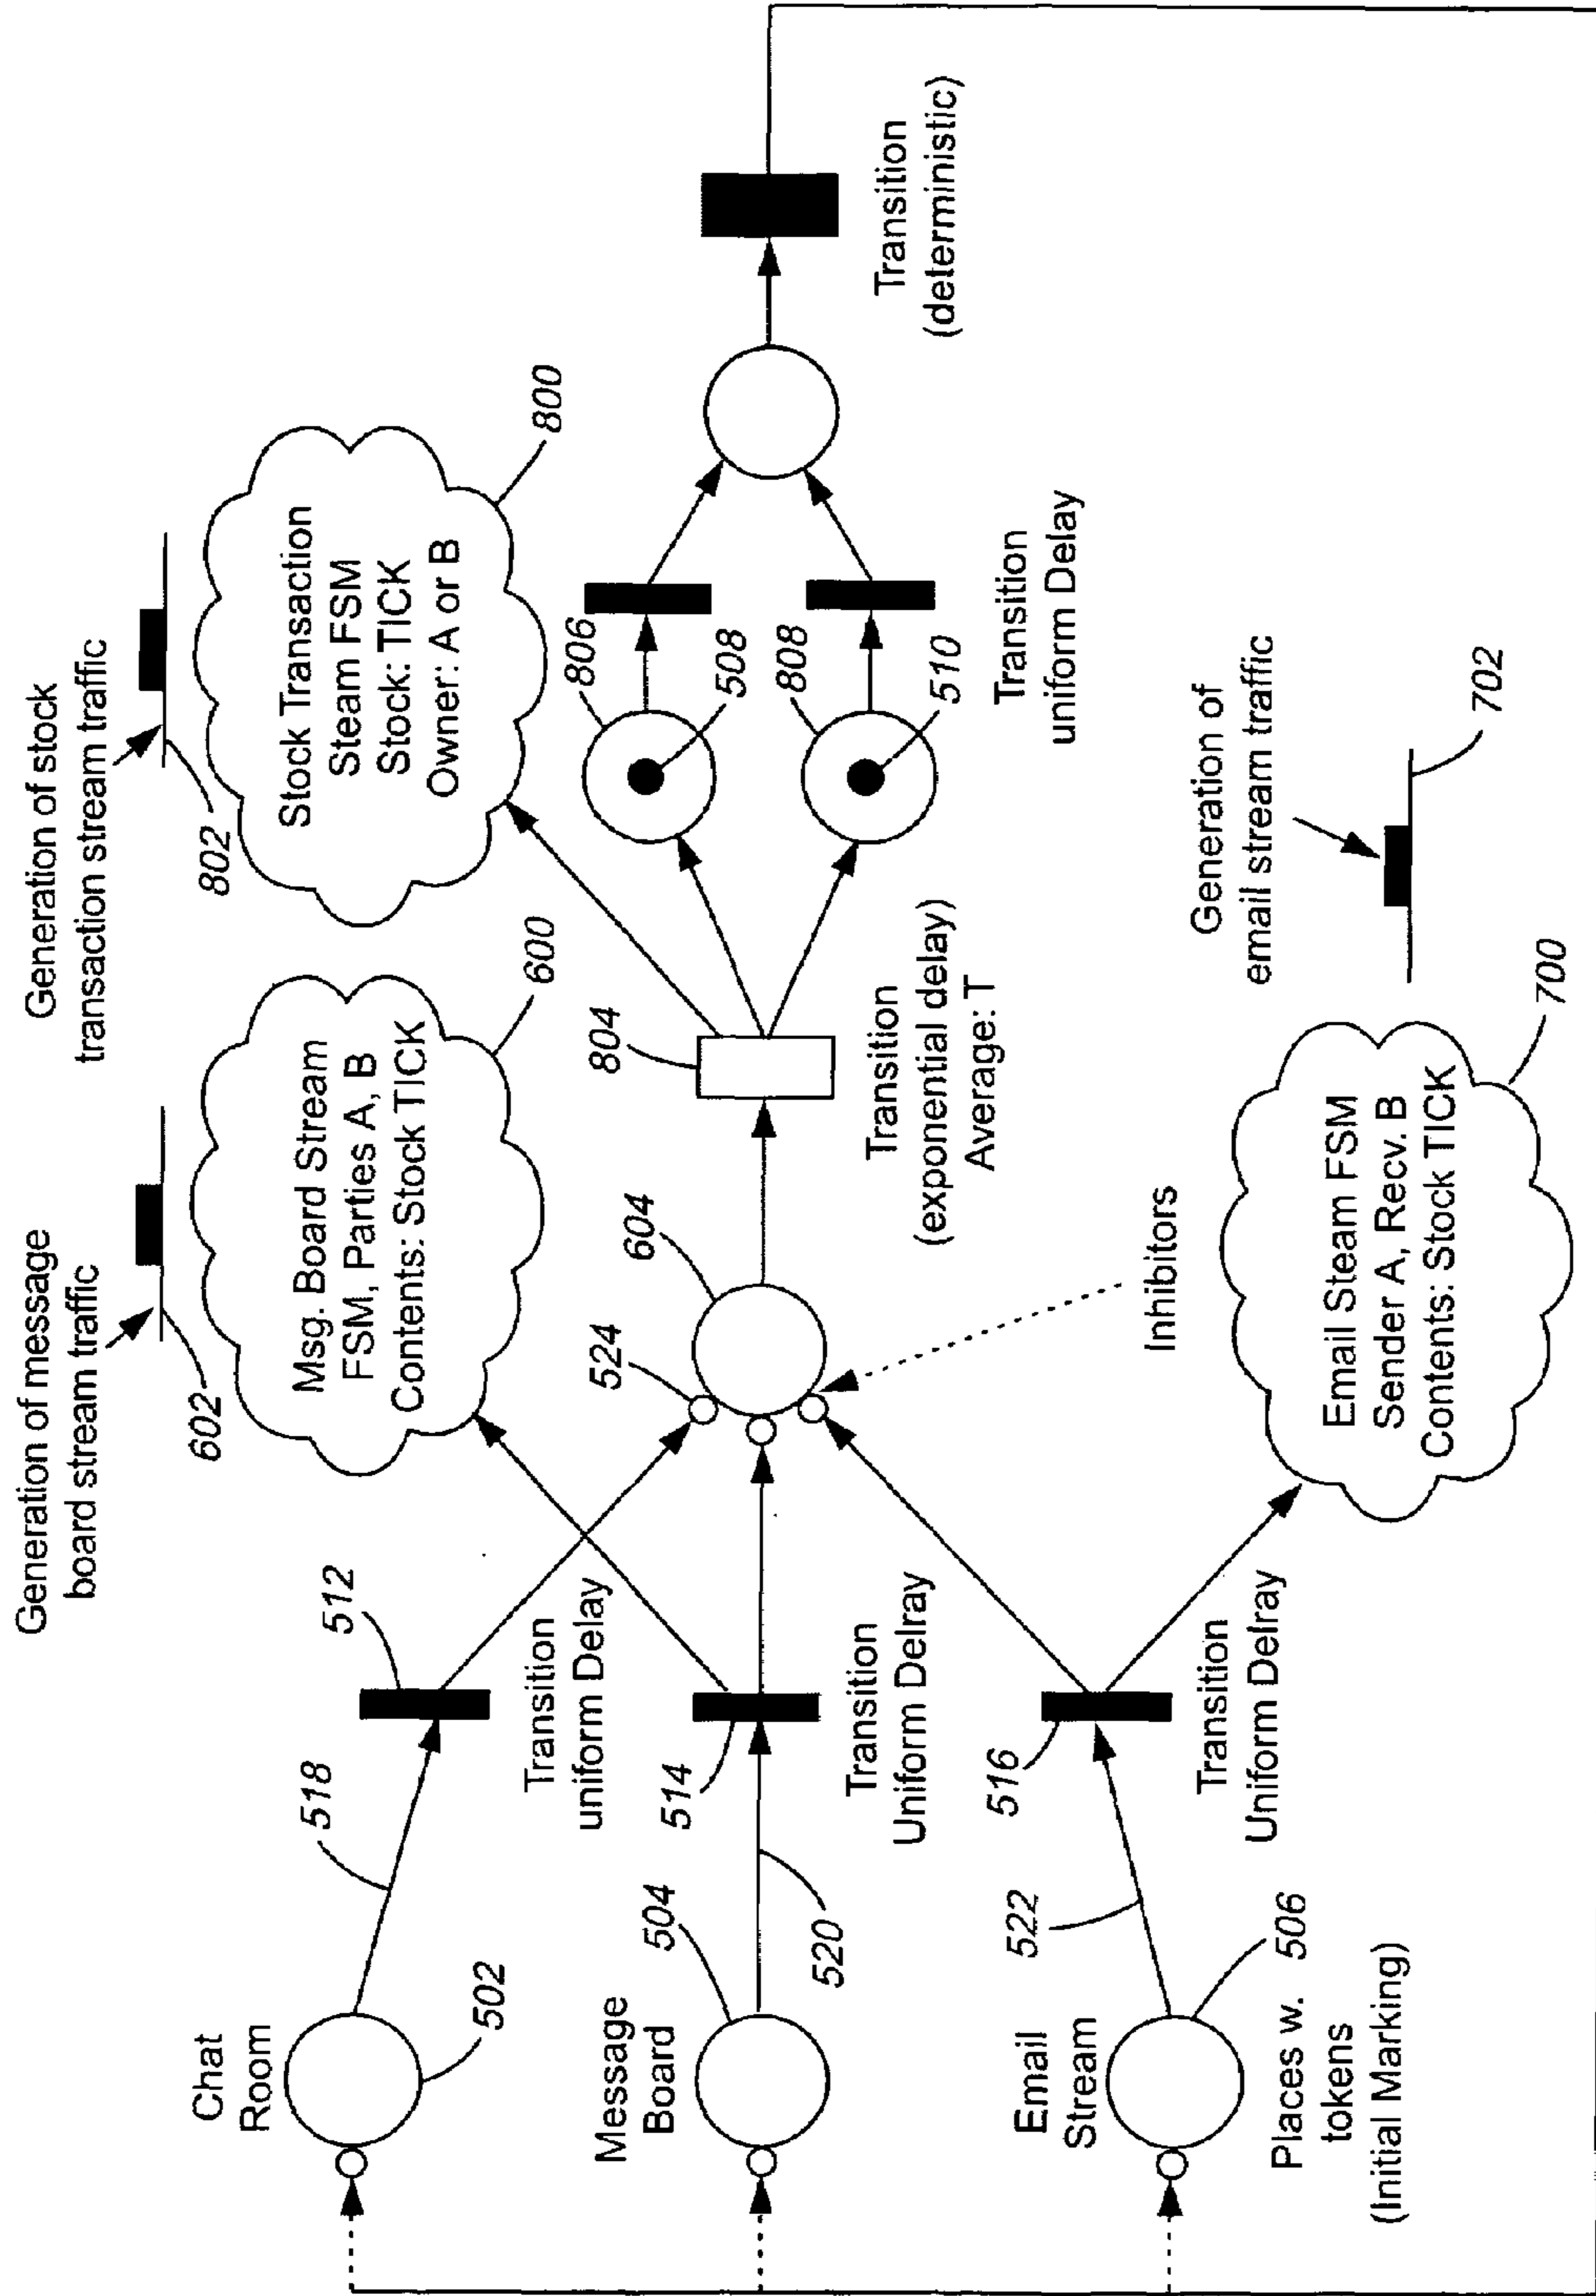 Generation of message
board stream traffic
602
Msg. Board Stream
FSM, Parties A, B
Contents: Stock TICK
600
Generation of stock
transaction stream traffic
802
Stock Transaction
Steam FSM
Stock: TICK
Owner: A or B
800
Chat
Room
502
518
512
Transition
uniform Delay
Message
Board
504
520
514
Transition
Uniform Delray
524
604
804
Transition
(exponential delay)
Average: T
806
508
808
510
Transition
uniform Delay
Transition
(deterministic)
Email
Stream
506
Places w.
tokens
(Initial Marking)
522
516
Transition
Uniform Delray
Inhibitors
Email Steam FSM
Sender A, Recv. B
Contents: Stock TICK
700
Generation of
email stream traffic
702